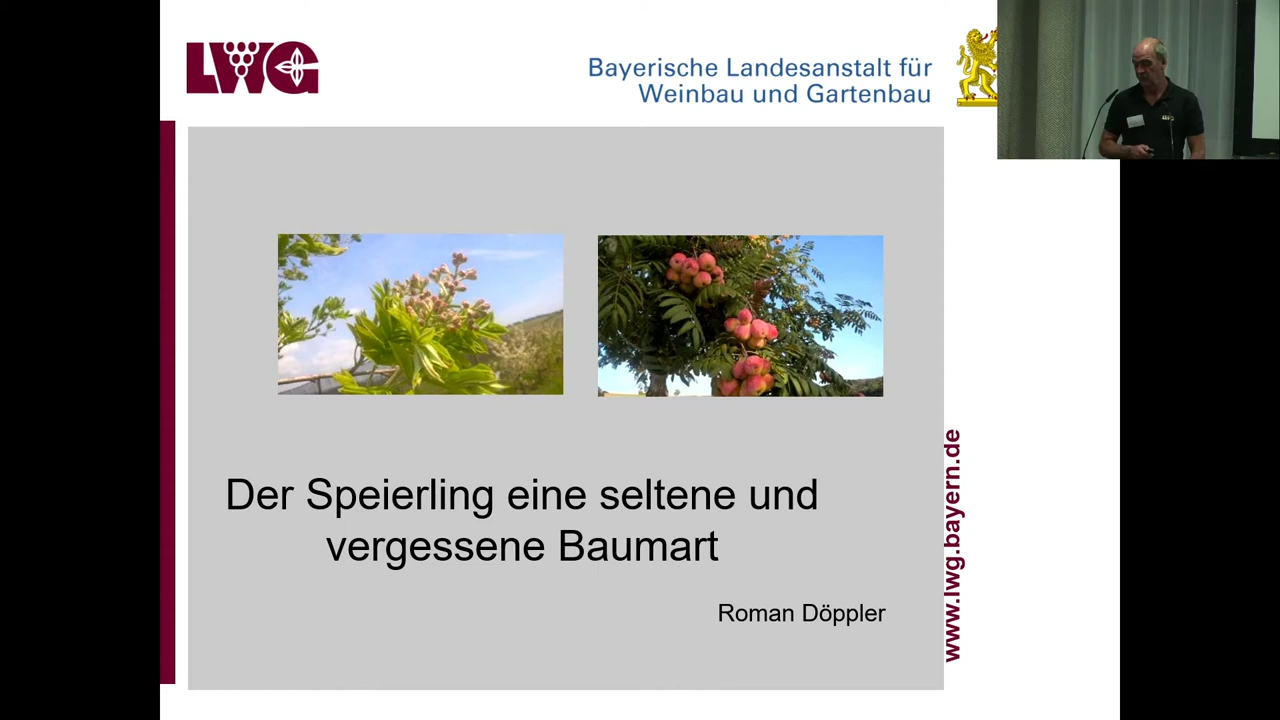 LWG
Bayerische Landesanstalt für
Weinbau und Gartenbau
Der Speierling eine seltene und
vergessene Baumart
Roman Döppler
www.lwg.bayern.de